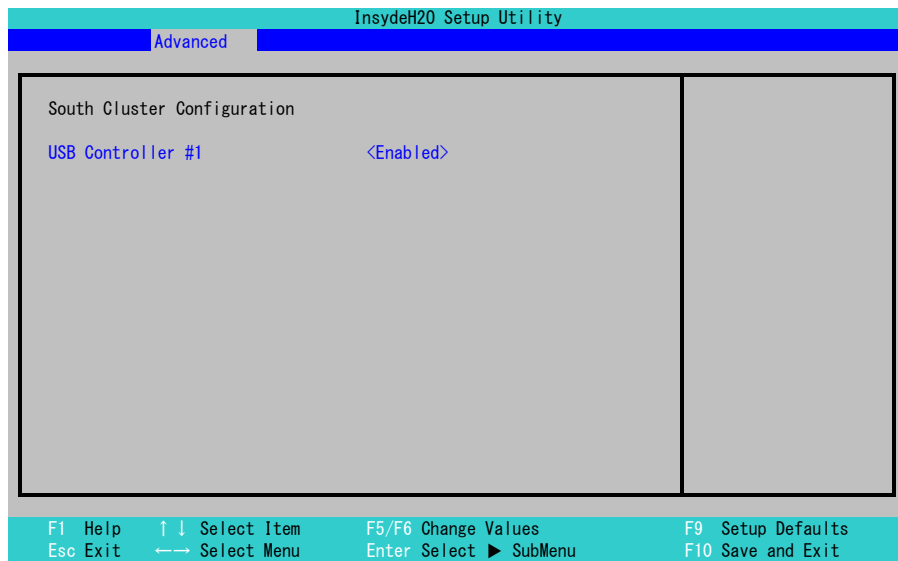 InsydeH2O Setup Utility
Advanced
South Cluster Configuration
USB Controller #1 <Enabled>
F1 Help ↑↓ Select Item F5/F6 Change Values F9 Setup Defaults
Esc Exit ←→ Select Menu Enter Select ▶ SubMenu F10 Save and Exit